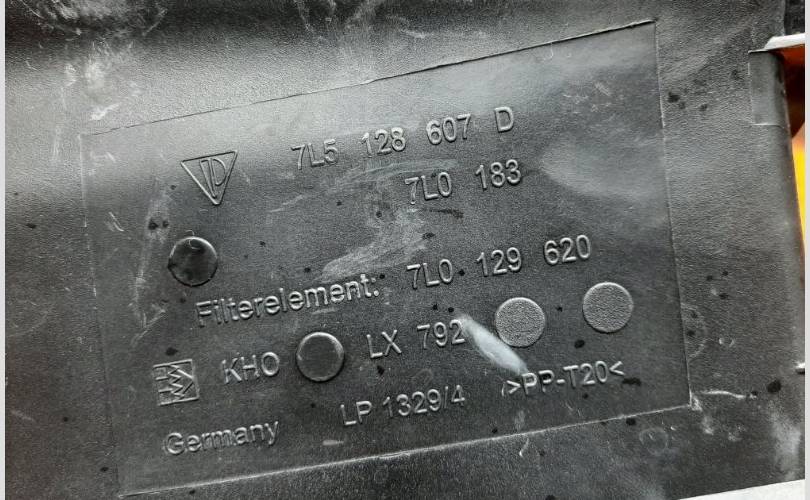 7L5 128 607 D
7L0 183
Filterelement: 7L0 129 620
KHO LX 792
LP 1329/4 >PP-T20<
Germany